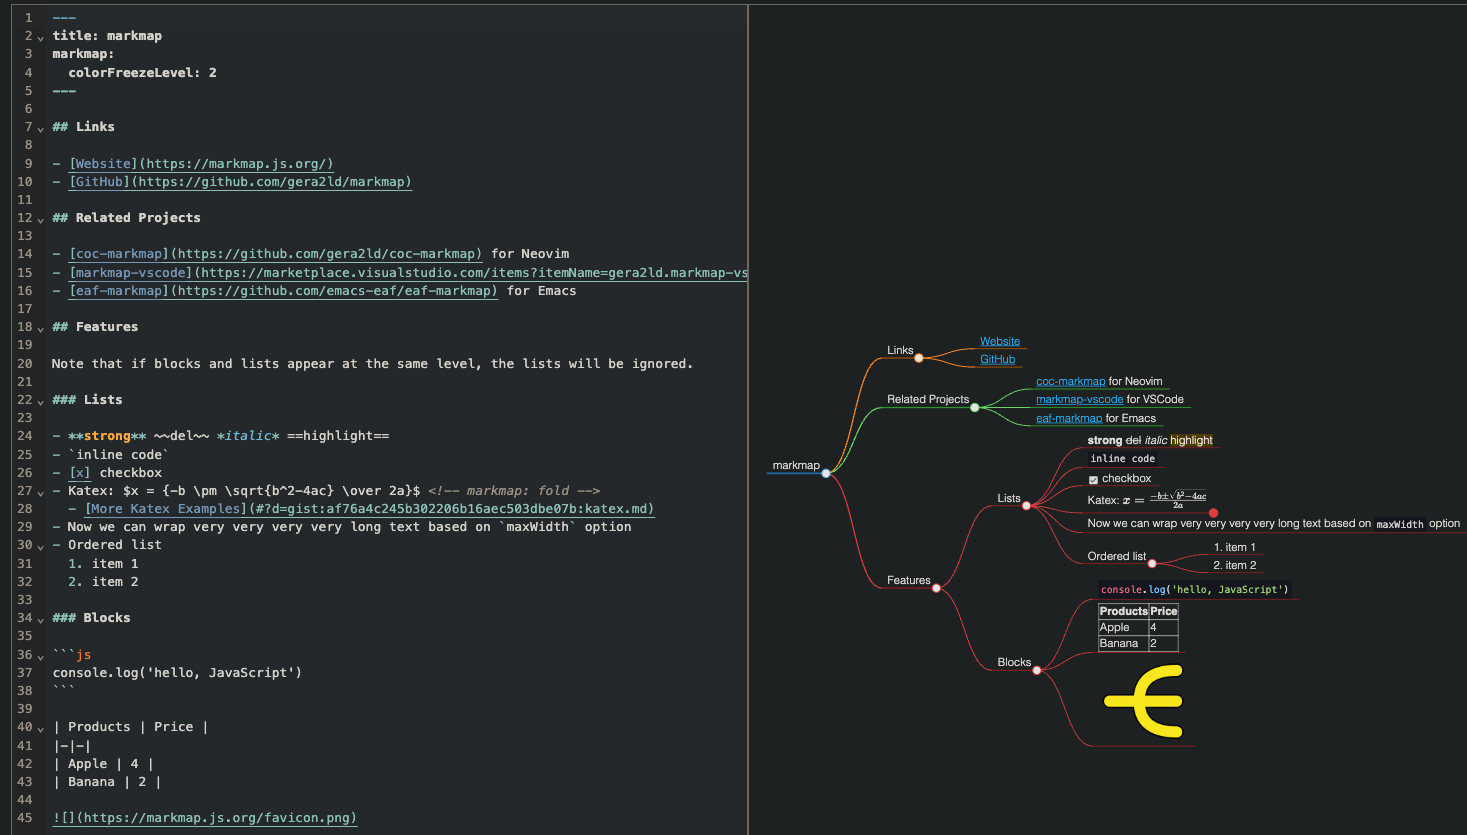 1 ---
2 title: markmap
3 markmap:
4   colorFreezeLevel: 2
5 ---
6
7 ## Links
8
9 - [Website](https://markmap.js.org/)
10 - [GitHub](https://github.com/gera2ld/markmap)
11
12 ## Related Projects
13
14 - [coc-markmap](https://github.com/gera2ld/coc-markmap) for Neovim
15 - [markmap-vscode](https://marketplace.visualstudio.com/items?itemName=gera2ld.markmap-vs
16 - [eaf-markmap](https://github.com/emacs-eaf/eaf-markmap) for Emacs
17
18 ## Features
19
20 Note that if blocks and lists appear at the same level, the lists will be ignored.
21
22 ### Lists
23
24 - **strong** ~~del~~ *italic* ==highlight==
25 - `inline code`
26 - [x] checkbox
27 - Katex: $x = {-b \pm \sqrt{b^2-4ac} \over 2a}$ <!-- markmap: fold -->
28   - [More Katex Examples](#?d=gist:af76a4c245b302206b16aec503dbe07b:katex.md)
29 - Now we can wrap very very very very long text based on `maxWidth` option
30 - Ordered list
31   1. item 1
32   2. item 2
33
34 ### Blocks
35
36 ```js
37 console.log('hello, JavaScript')
38 ```
39
40 | Products | Price |
41 |-|-|
42 | Apple | 4 |
43 | Banana | 2 |
44
45 ![](https://markmap.js.org/favicon.png)
markmap
Links
Website
GitHub
Related Projects
coc-markmap for Neovim
markmap-vscode for VSCode
eaf-markmap for Emacs
Features
Lists
strong del italic highlight
inline code
checkbox
Katex: x = −b±√b²−4ac / 2a
Now we can wrap very very very very long text based on maxWidth option
Ordered list
1. item 1
2. item 2
Blocks
console.log('hello, JavaScript')
Products Price
Apple 4
Banana 2